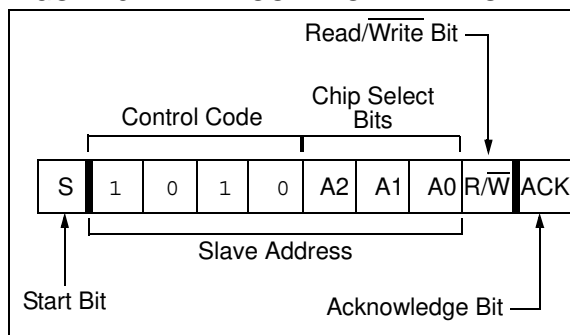 Read/Write Bit
Chip Select
Control Code Bits
S 1 0 1 0 A2 A1 A0 R/W ACK
Slave Address
Start Bit
Acknowledge Bit